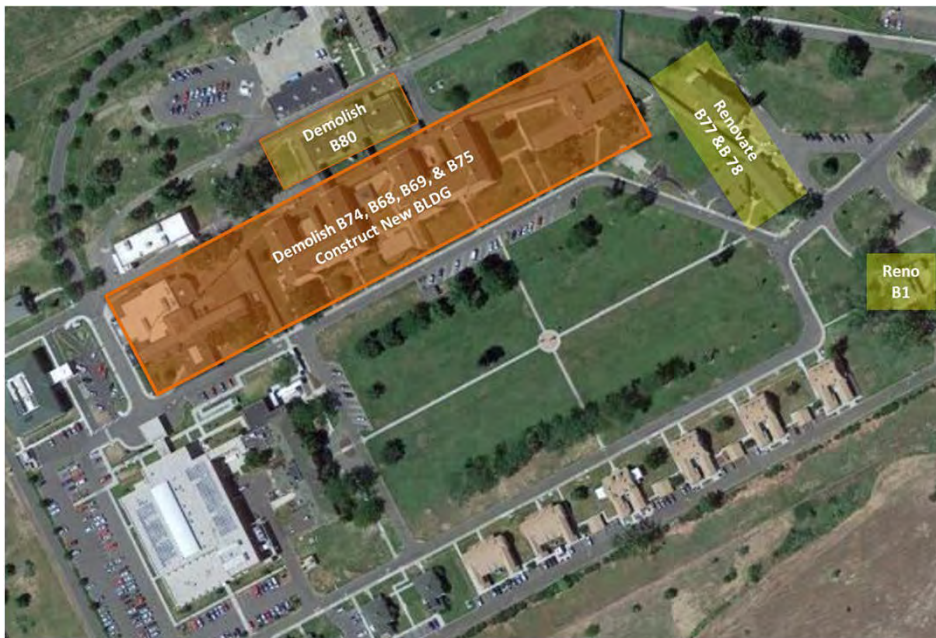 Demolish
B80
Renovate
B77 &B 78
Demolish B74, B68, B69, & B75
Construct New BLDG
Reno
B1